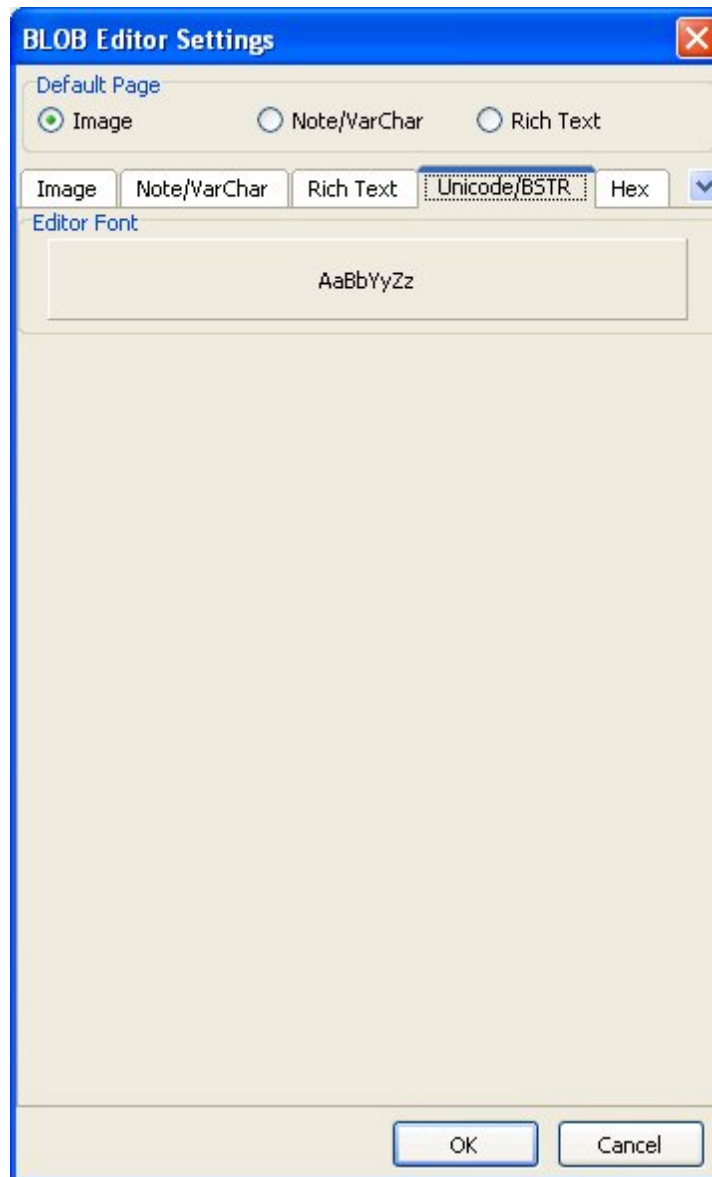 BLOB Editor Settings
Default Page
Image Note/VarChar Rich Text
Image Note/VarChar Rich Text Unicode/BSTR Hex
Editor Font
AaBbYyZz
OK Cancel